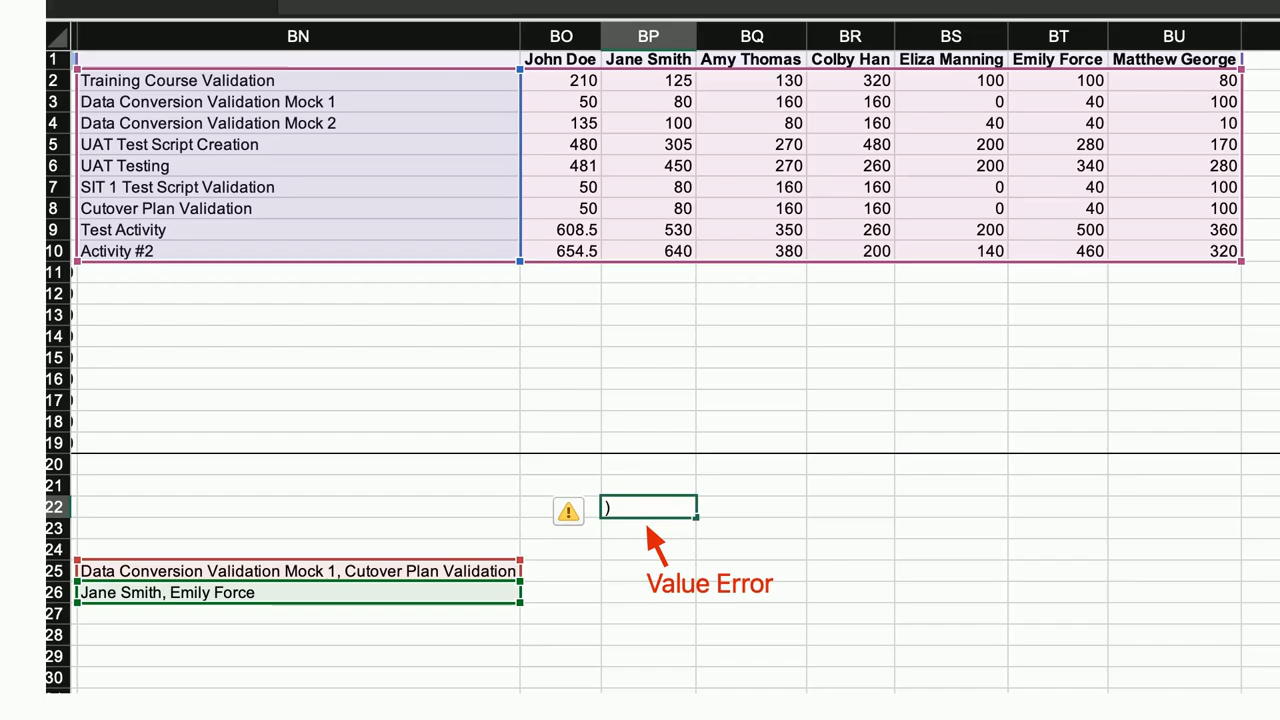 BN BO BP BQ BR BS BT BU
1 John Doe Jane Smith Amy Thomas Colby Han Eliza Manning Emily Force Matthew George
2 Training Course Validation 210 125 130 320 100 100 80
3 Data Conversion Validation Mock 1 50 80 160 160 0 40 100
4 Data Conversion Validation Mock 2 135 100 80 160 40 40 10
5 UAT Test Script Creation 480 305 270 480 200 280 170
6 UAT Testing 481 450 270 260 200 340 280
7 SIT 1 Test Script Validation 50 80 160 160 0 40 100
8 Cutover Plan Validation 50 80 160 160 0 40 100
9 Test Activity 608.5 530 350 260 200 500 360
10 Activity #2 654.5 640 380 200 140 460 320
11
12
13
14
15
16
17
18
19
20
21
22 )
23
24
25 Data Conversion Validation Mock 1, Cutover Plan Validation
Value Error
26 Jane Smith, Emily Force
27
28
29
30